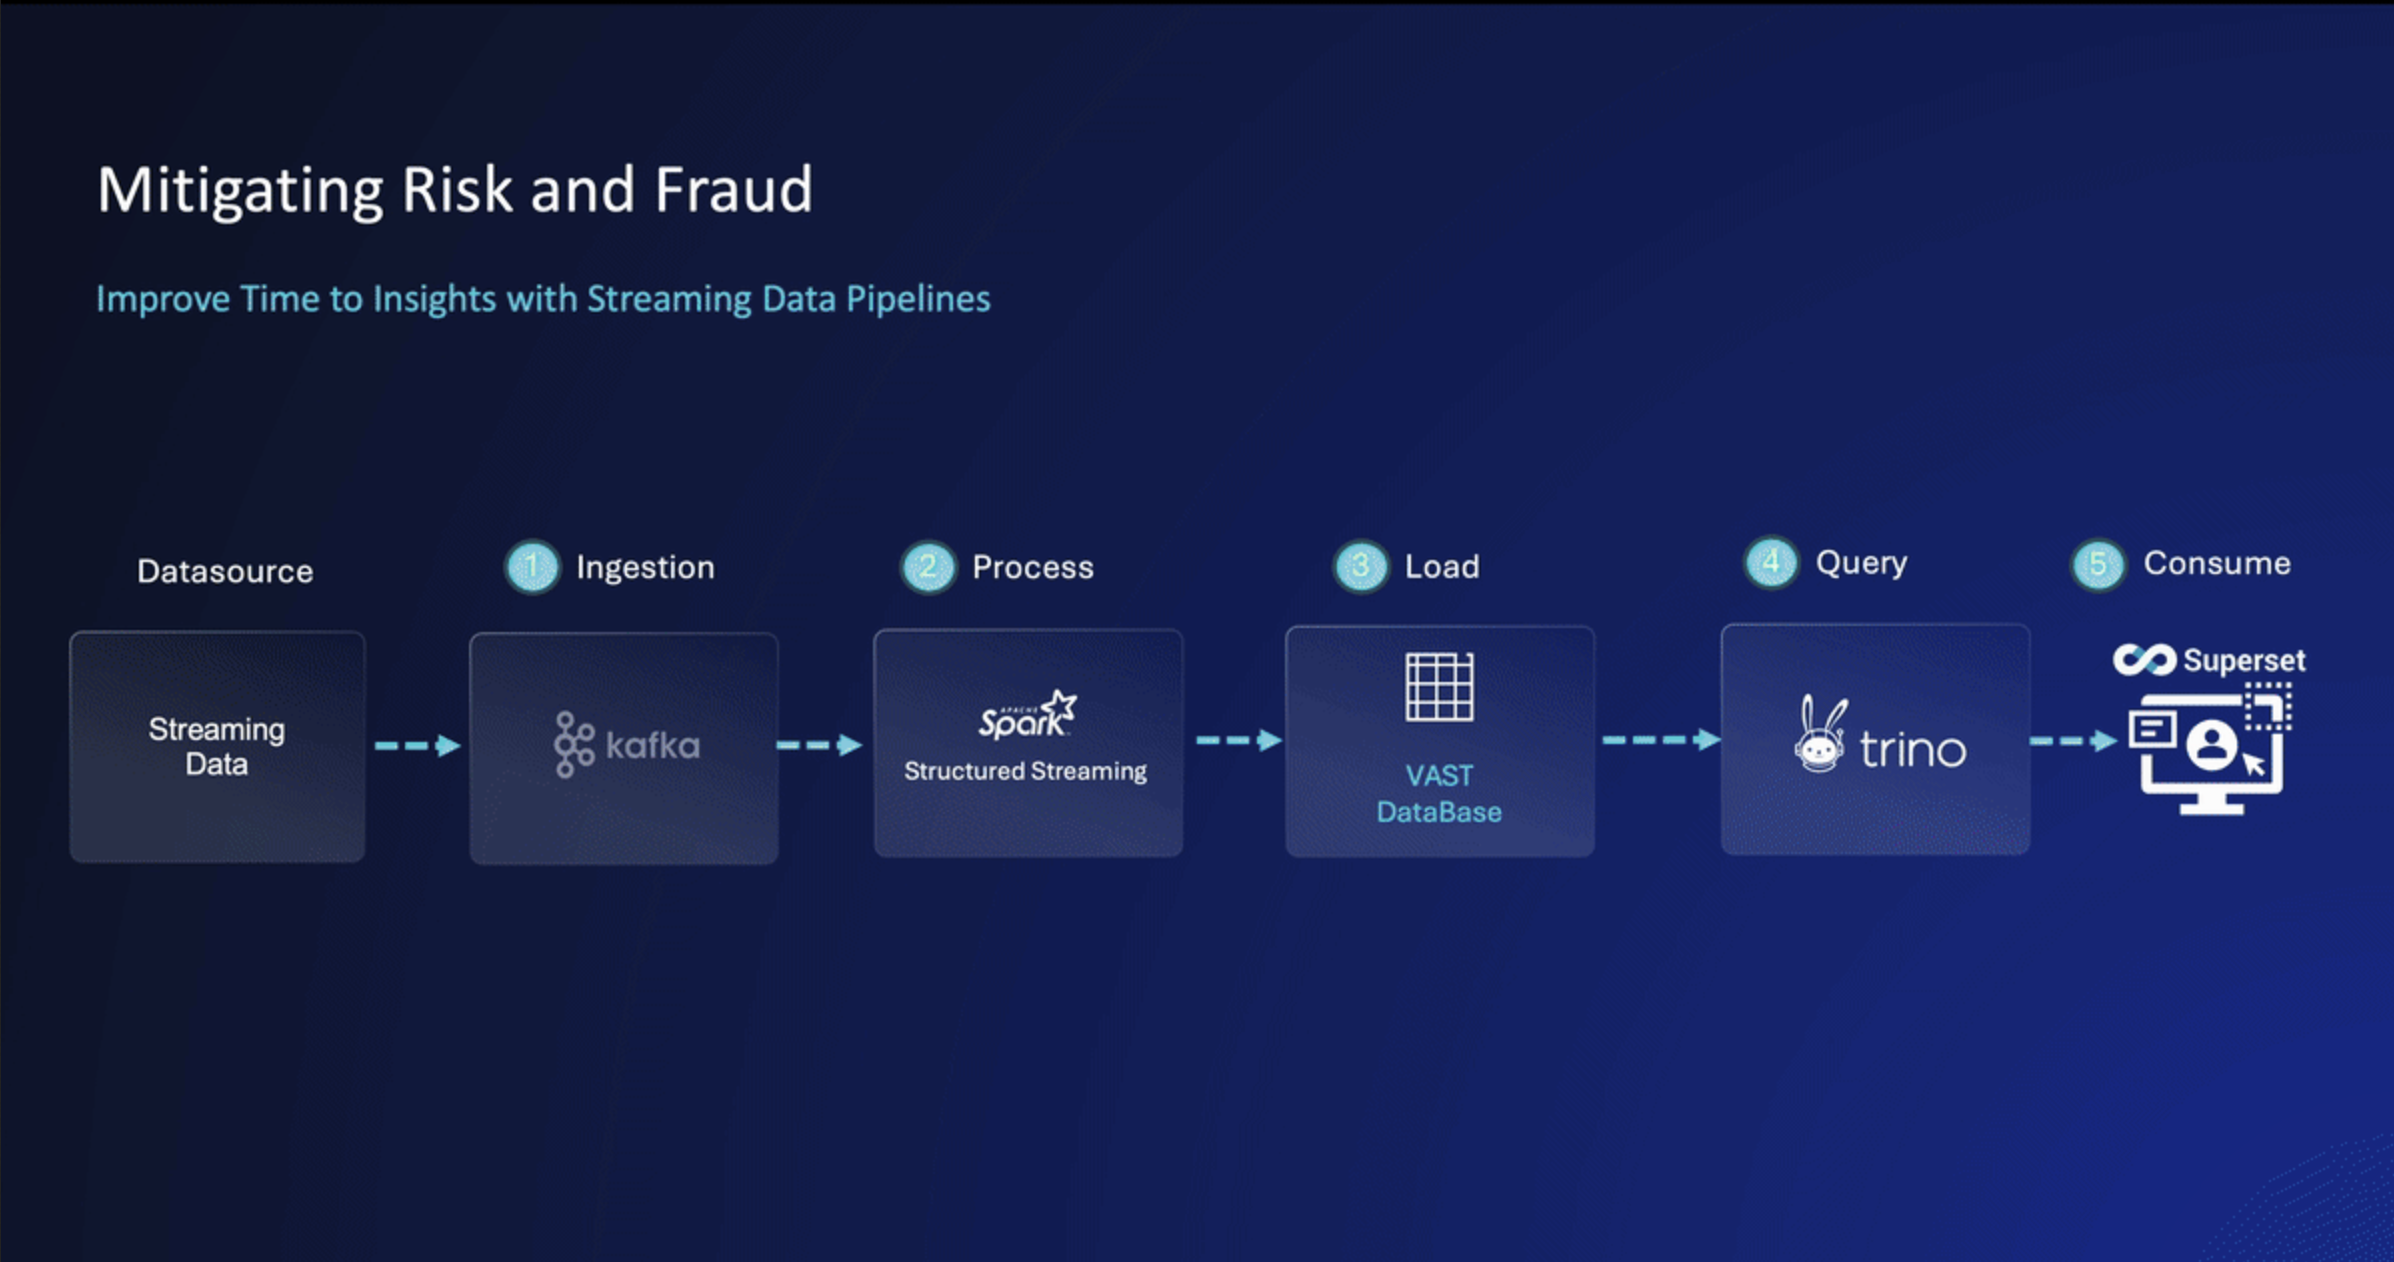 Mitigating Risk and Fraud
Improve Time to Insights with Streaming Data Pipelines
Datasource
1 Ingestion
2 Process
3 Load
4 Query
5 Consume
Streaming
Data
kafka
APACHE
Spark
Structured Streaming
VAST
DataBase
trino
Superset